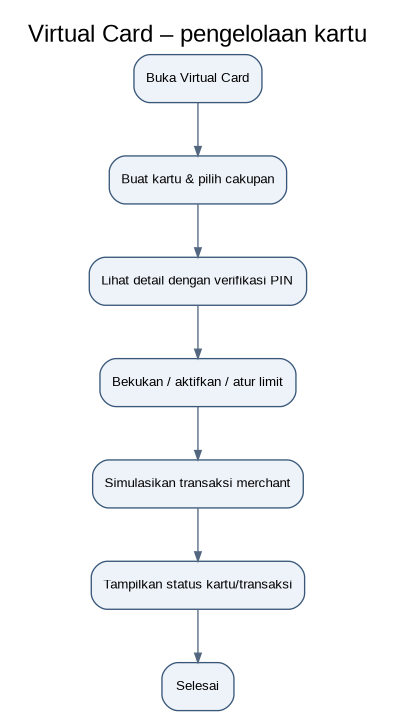 Virtual Card – pengelolaan kartu
Buka Virtual Card
Buat kartu & pilih cakupan
Lihat detail dengan verifikasi PIN
Bekukan / aktifkan / atur limit
Simulasikan transaksi merchant
Tampilkan status kartu/transaksi
Selesai